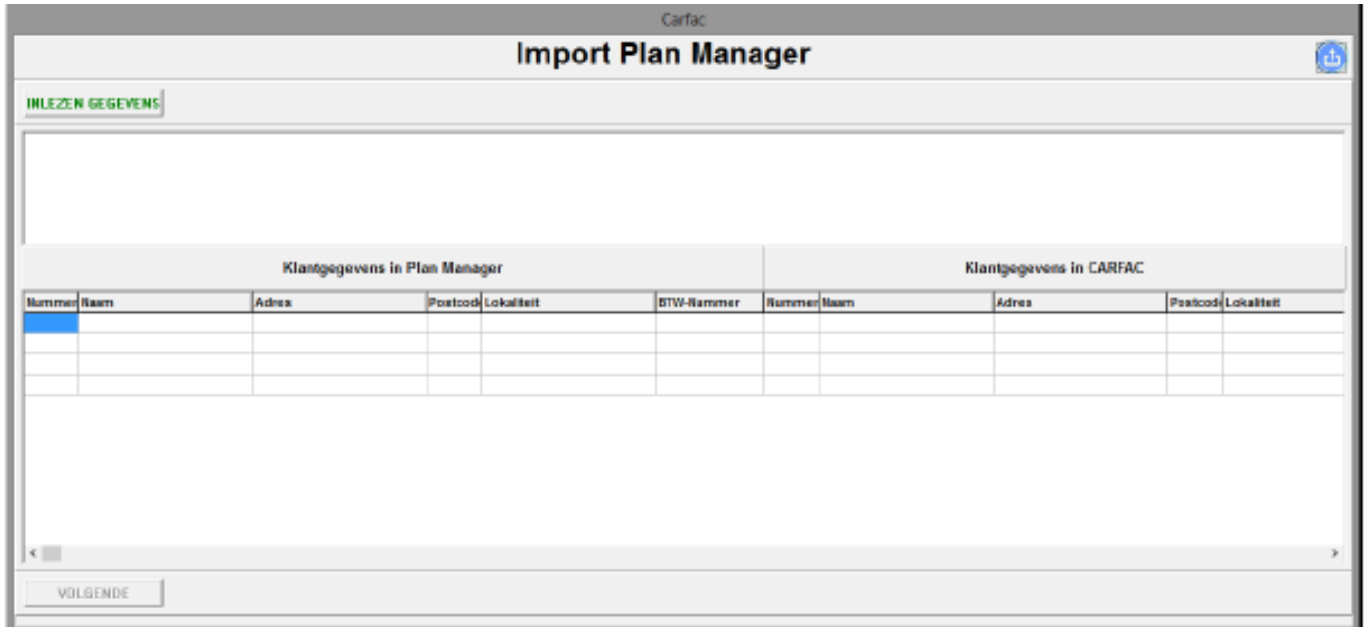 Carfac
Import Plan Manager
INLEZEN GEGEVENS
Klantgegevens in Plan Manager Klantgegevens in CARFAC
Nummer Naam Adres Postcode Lokaliteit BTW-Nummer Nummer Naam Adres Postcode Lokaliteit
VOLGENDE